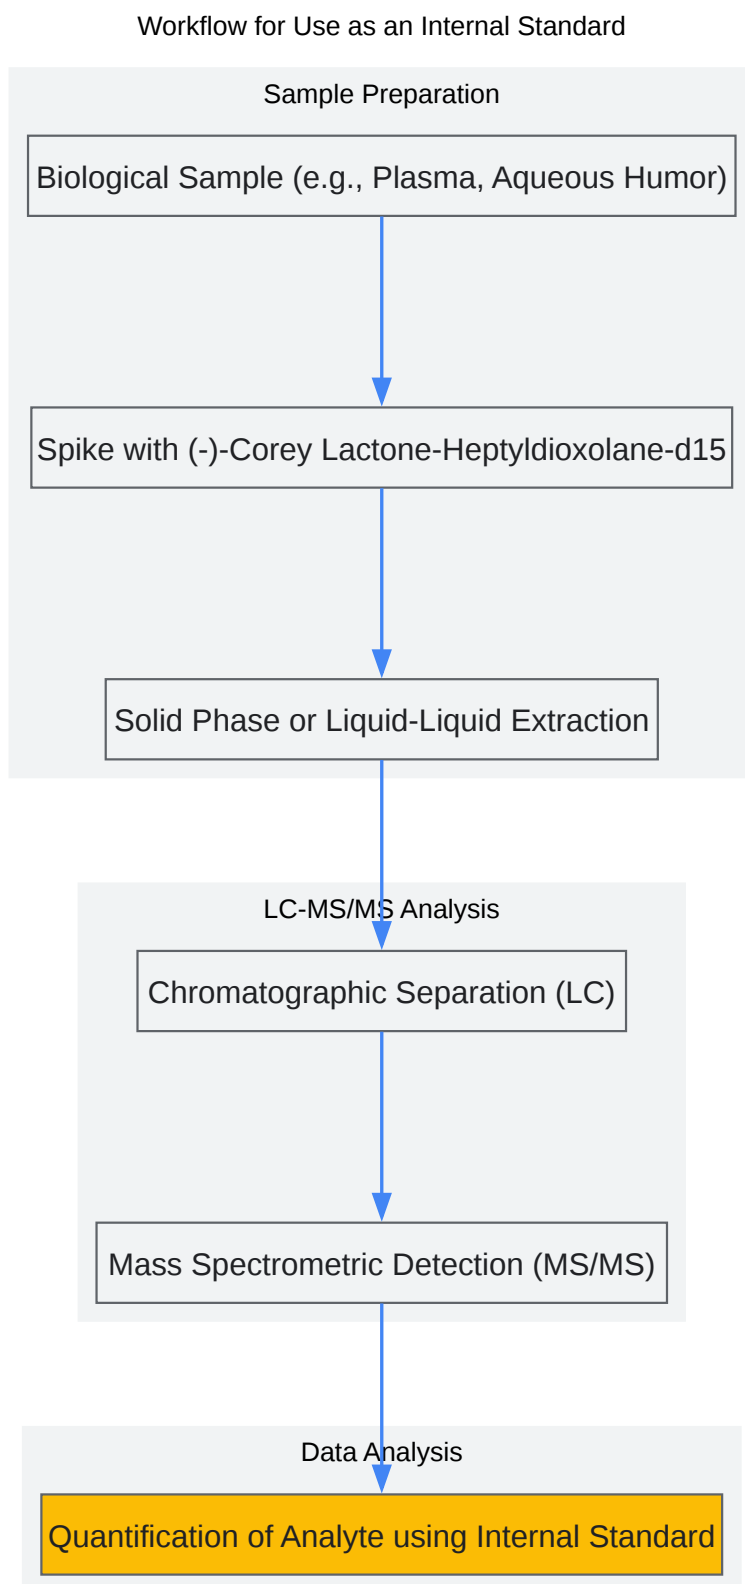 Workflow for Use as an Internal Standard
Sample Preparation
Biological Sample (e.g., Plasma, Aqueous Humor)
Spike with (-)-Corey Lactone-Heptyldioxolane-d15
Solid Phase or Liquid-Liquid Extraction
LC-MS/MS Analysis
Chromatographic Separation (LC)
Mass Spectrometric Detection (MS/MS)
Data Analysis
Quantification of Analyte using Internal Standard